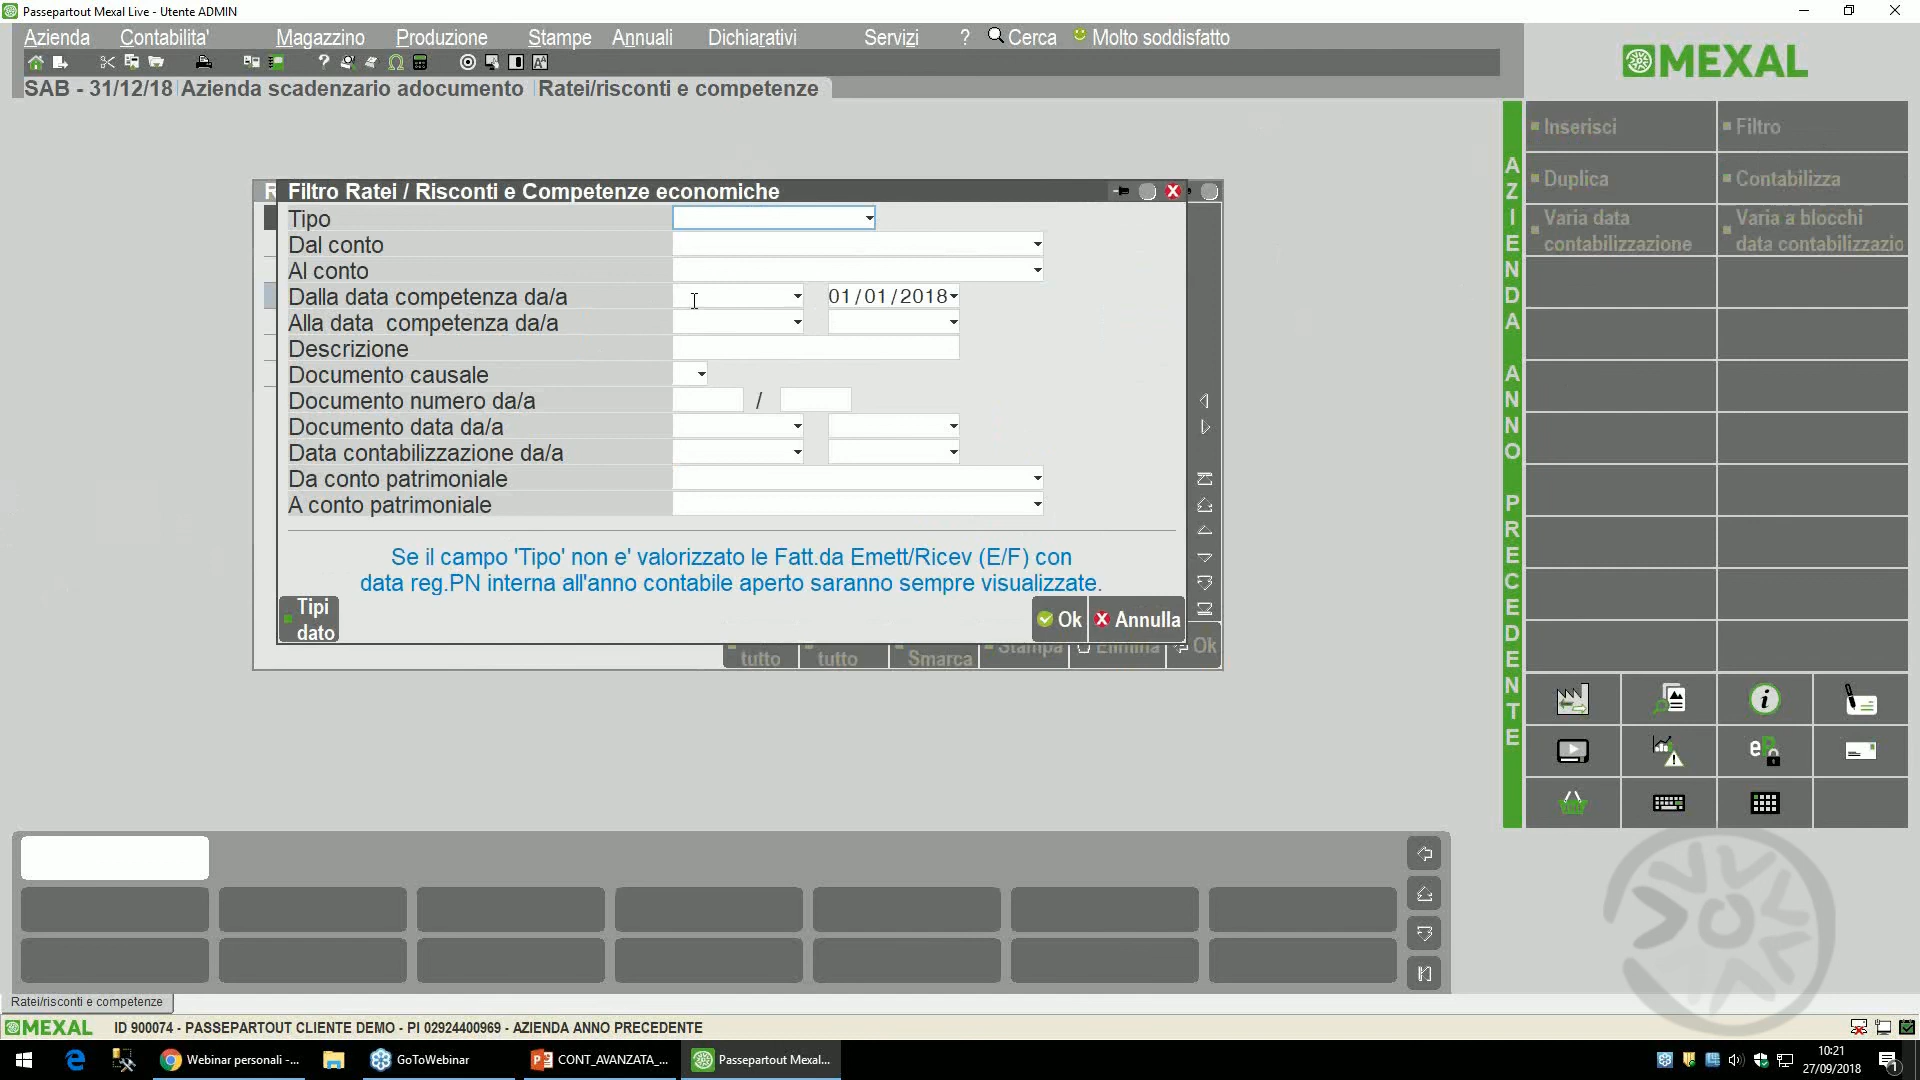 Passepartout Mexal Live - Utente ADMIN
Azienda Contabilita' Magazzino Produzione Stampe Annuali Dichiarativi Servizi ? Cerca Molto soddisfatto
MEXAL
SAB - 31/12/18 Azienda scadenzario adocumento Ratei/risconti e competenze
Inserisci Filtro
Duplica Contabilizza
Varia data contabilizzazione
Varia a blocchi data contabilizzazio
AZIENDA ANNO PRECEDENTE
R
Filtro Ratei / Risconti e Competenze economiche
Tipo
Dal conto
Al conto
Dalla data competenza da/a 01/01/2018
Alla data competenza da/a
Descrizione
Documento causale
Documento numero da/a /
Documento data da/a
Data contabilizzazione da/a
Da conto patrimoniale
A conto patrimoniale
Se il campo 'Tipo' non e' valorizzato le Fatt.da Emett/Ricev (E/F) con
data reg.PN interna all'anno contabile aperto saranno sempre visualizzate.
Tipi dato
Ok Annulla
tutto tutto Smarca Stampa Elimina Ok
Ratei/risconti e competenze
MEXAL ID 900074 - PASSEPARTOUT CLIENTE DEMO - PI 02924400969 - AZIENDA ANNO PRECEDENTE
Webinar personali -... GoToWebinar CONT_AVANZATA_... Passepartout Mexal...
10:21
27/09/2018
1